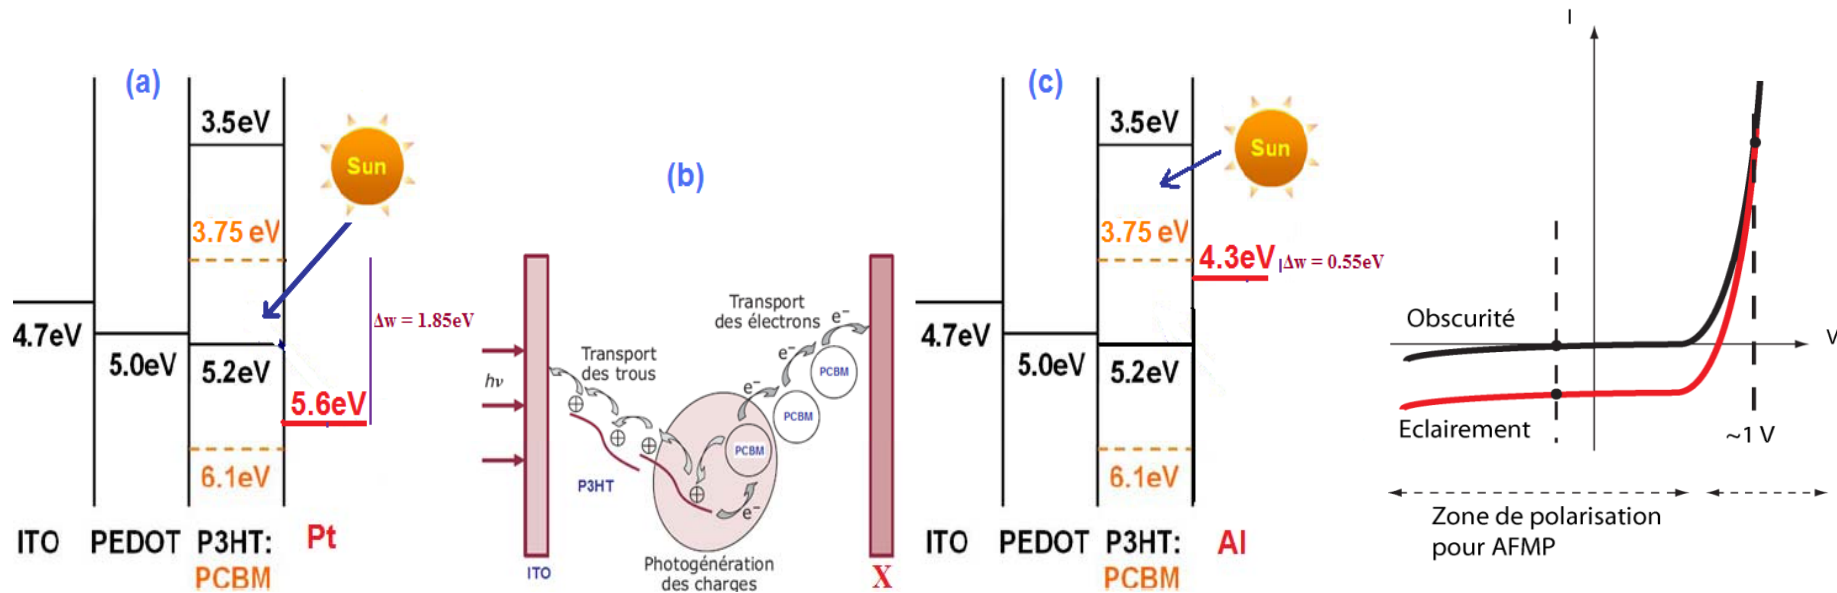 (a)
3.5eV
Sun
3.75 eV
4.7eV
5.0eV
5.2eV
Δw = 1.85eV
5.6eV
6.1eV
ITO PEDOT P3HT: Pt
PCBM
(b)
Transport
des électrons
e⁻
e⁻
e⁻
e⁻
Transport
des trous
hν
PCBM
PCBM
PCBM
P3HT
Photogénération
des charges
ITO
X
(c)
3.5eV
Sun
3.75 eV
4.3eV
Δw = 0.55eV
4.7eV
5.0eV
5.2eV
6.1eV
ITO PEDOT P3HT: Al
PCBM
I
Obscurité
V
Eclairement
~1 V
Zone de polarisation
pour AFMP